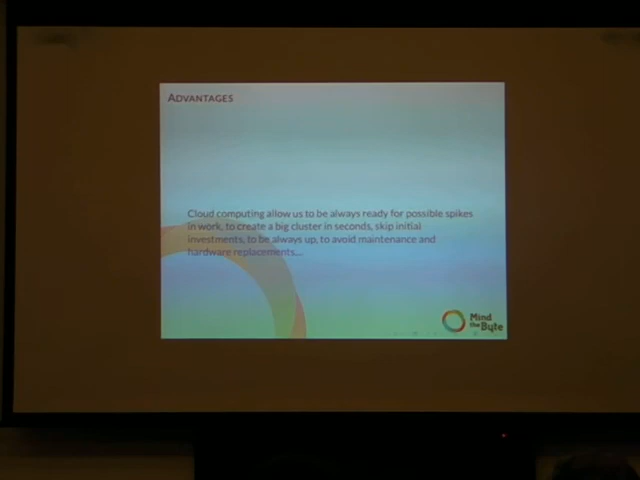 Advantages
Cloud computing allow us to be always ready for possible spikes
in work, to create a big cluster in seconds, skip initial
investments, to be always up, to avoid maintenance and
hardware replacements...
Mind
the Byte